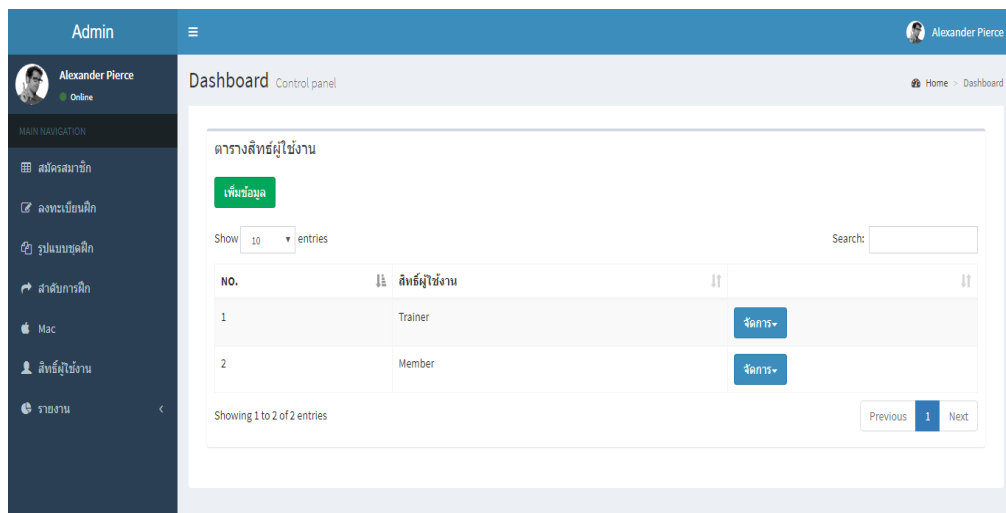 Admin
Alexander Pierce
Alexander Pierce
Online
MAIN NAVIGATION
สมัครสมาชิก
ลงทะเบียนฝึก
รูปแบบชุดฝึก
ลำดับการฝึก
Mac
สิทธิ์ผู้ใช้งาน
รายงาน
Dashboard Control panel
Home > Dashboard
ตารางสิทธ์ผู้ใช้งาน
เพิ่มข้อมูล
Show 10 entries
Search:
NO. สิทธิ์ผู้ใช้งาน
1 Trainer จัดการ
2 Member จัดการ
Showing 1 to 2 of 2 entries
Previous 1 Next